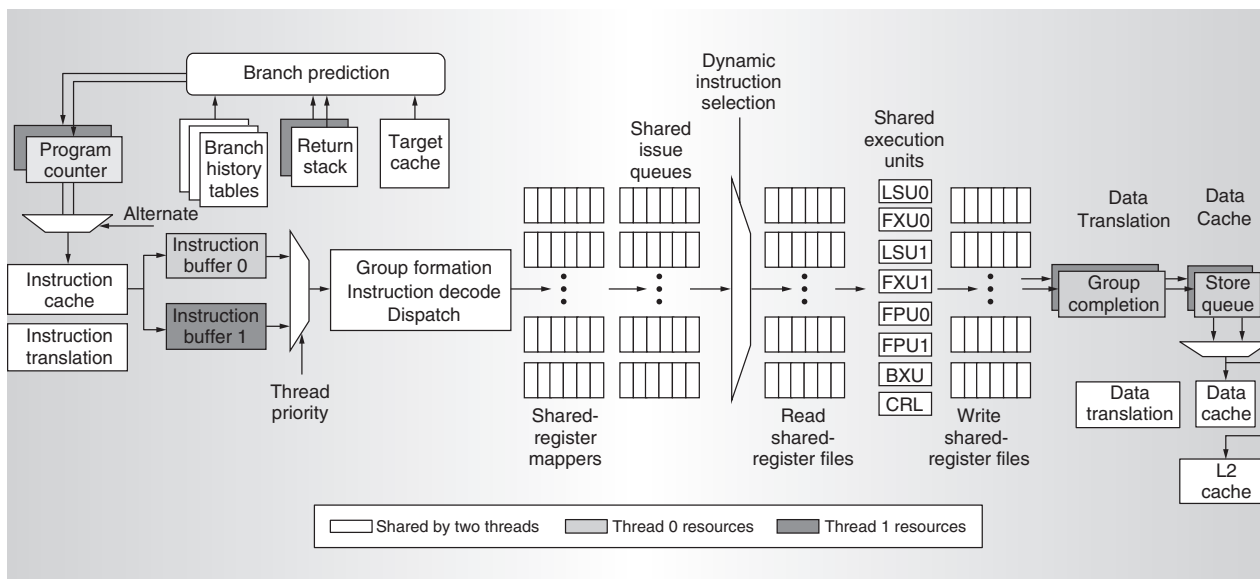 Branch prediction
Dynamic
instruction
selection
Program
counter
Branch
history
tables
Return
stack
Target
cache
Shared
issue
queues
Shared
execution
units
Alternate
Instruction
cache
Instruction
translation
Instruction
buffer 0
Instruction
buffer 1
Thread
priority
Group formation
Instruction decode
Dispatch
Shared-
register
mappers
Read
shared-
register files
LSU0
FXU0
LSU1
FXU1
FPU0
FPU1
BXU
CRL
Write
shared-
register files
Data
Translation
Data
Cache
Group
completion
Store
queue
Data
translation
Data
cache
L2
cache
Shared by two threads
Thread 0 resources
Thread 1 resources